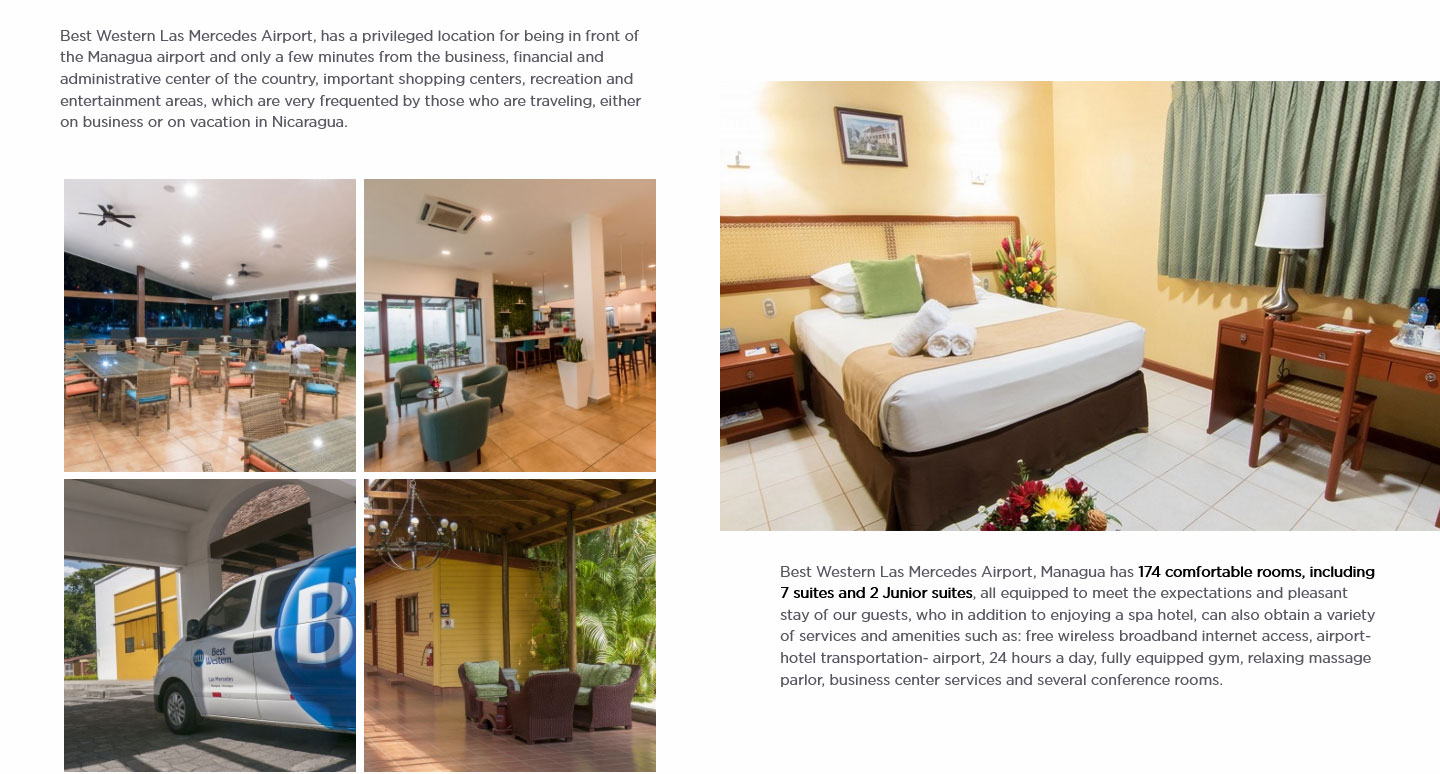 Best Western Las Mercedes Airport, has a privileged location for being in front of
the Managua airport and only a few minutes from the business, financial and
administrative center of the country, important shopping centers, recreation and
entertainment areas, which are very frequented by those who are traveling, either
on business or on vacation in Nicaragua.
Best
Western.
Las Mercedes
Best Western Las Mercedes Airport, Managua has 174 comfortable rooms, including
7 suites and 2 Junior suites, all equipped to meet the expectations and pleasant
stay of our guests, who in addition to enjoying a spa hotel, can also obtain a variety
of services and amenities such as: free wireless broadband internet access, airport-
hotel transportation- airport, 24 hours a day, fully equipped gym, relaxing massage
parlor, business center services and several conference rooms.